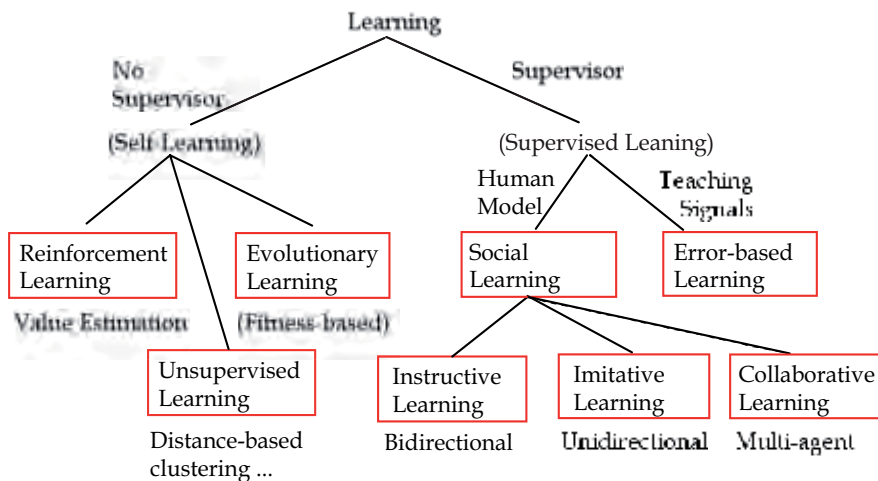 Learning
No
Supervisor
Supervisor
(Self-Learning)
(Supervised Leaning)
Human
Model
Teaching
Signals
Reinforcement
Learning
Evolutionary
Learning
Social
Learning
Error-based
Learning
Value Estimation
(Fitness-based)
Unsupervised
Learning
Instructive
Learning
Imitative
Learning
Collaborative
Learning
Distance-based
clustering ...
Bidirectional
Unidirectional
Multi-agent